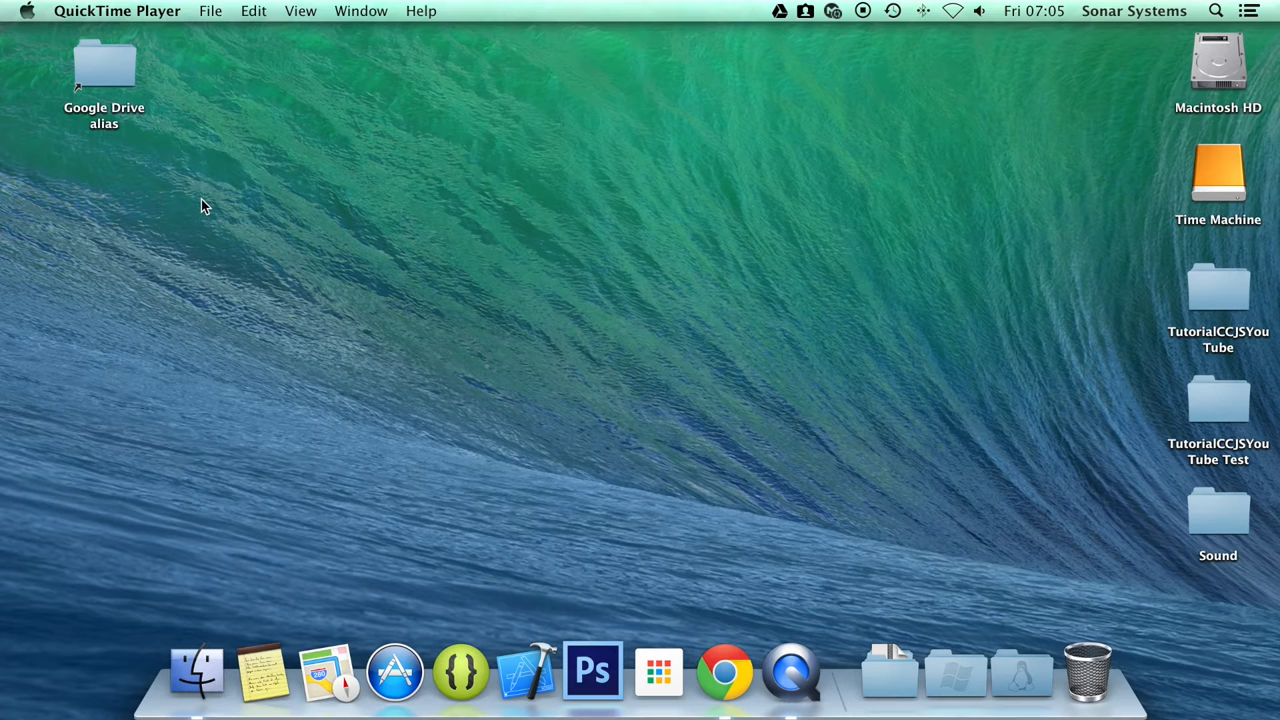 QuickTime Player File Edit View Window Help Fri 07:05 Sonar Systems
Google Drive
alias
Macintosh HD
Time Machine
TutorialCCJSYou
Tube
TutorialCCJSYou
Tube Test
Sound
280
{}
Ps